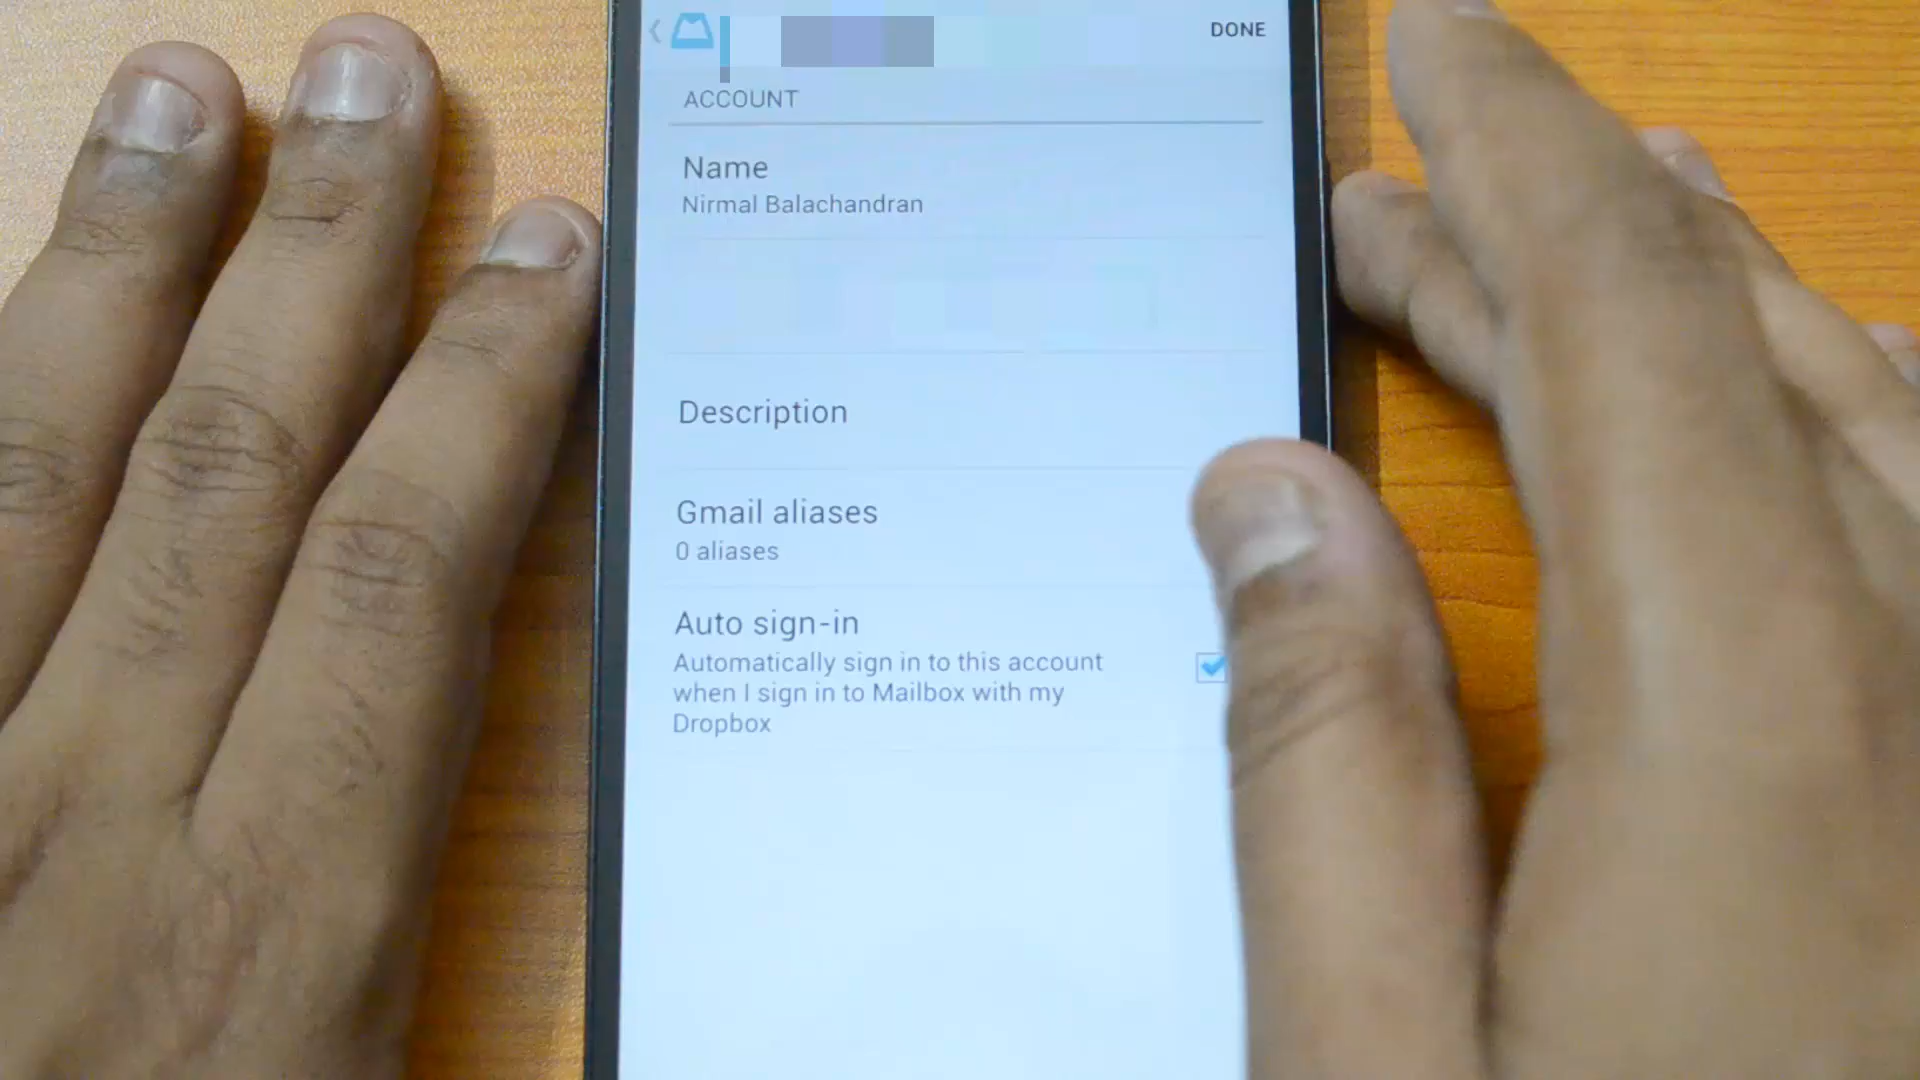 DONE
ACCOUNT
Name
Nirmal Balachandran
Description
Gmail aliases
0 aliases
Auto sign-in
Automatically sign in to this account
when I sign in to Mailbox with my
Dropbox